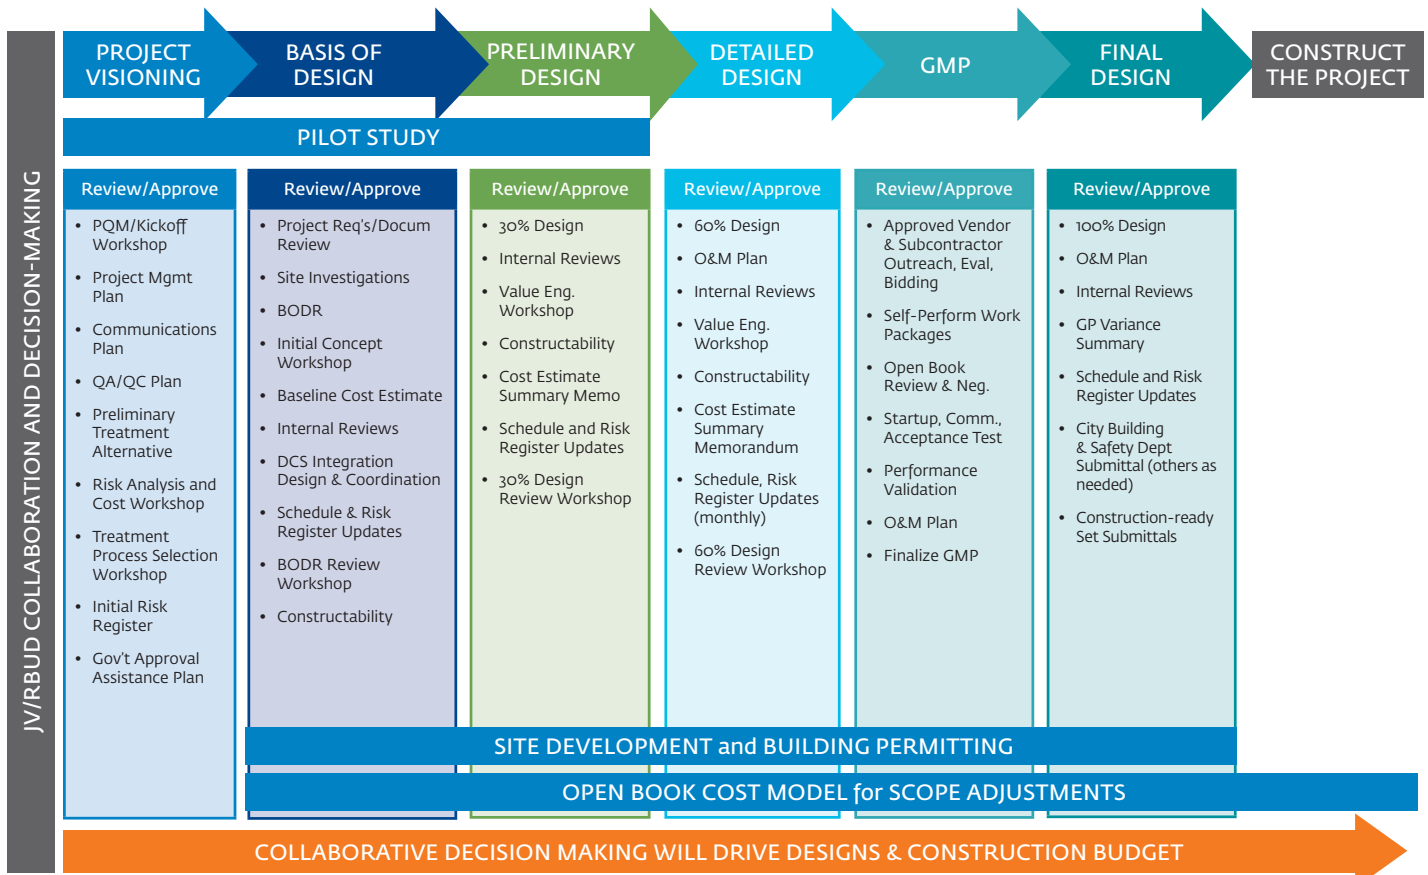 JV/RBUD COLLABORATION AND DECISION-MAKING
PROJECT
VISIONING
BASIS OF
DESIGN
PRELIMINARY
DESIGN
DETAILED
DESIGN
GMP
FINAL
DESIGN
CONSTRUCT
THE PROJECT
PILOT STUDY
Review/Approve
• PQM/Kickoff
Workshop
• Project Mgmt
Plan
• Communications
Plan
• QA/QC Plan
• Preliminary
Treatment
Alternative
• Risk Analysis and
Cost Workshop
• Treatment
Process Selection
Workshop
• Initial Risk
Register
• Gov't Approval
Assistance Plan
Review/Approve
• Project Req's/Docum
Review
• Site Investigations
• BODR
• Initial Concept
Workshop
• Baseline Cost Estimate
• Internal Reviews
• DCS Integration
Design & Coordination
• Schedule & Risk
Register Updates
• BODR Review
Workshop
• Constructability
Review/Approve
• 30% Design
• Internal Reviews
• Value Eng.
Workshop
• Constructability
• Cost Estimate
Summary Memo
• Schedule and Risk
Register Updates
• 30% Design
Review Workshop
Review/Approve
• 60% Design
• O&M Plan
• Internal Reviews
• Value Eng.
Workshop
• Constructability
• Cost Estimate
Summary
Memorandum
• Schedule, Risk
Register Updates
(monthly)
• 60% Design
Review Workshop
Review/Approve
• Approved Vendor
& Subcontractor
Outreach, Eval,
Bidding
• Self-Perform Work
Packages
• Open Book
Review & Neg.
• Startup, Comm.,
Acceptance Test
• Performance
Validation
• O&M Plan
• Finalize GMP
Review/Approve
• 100% Design
• O&M Plan
• Internal Reviews
• GP Variance
Summary
• Schedule and Risk
Register Updates
• City Building
& Safety Dept
Submittal (others as
needed)
• Construction-ready
Set Submittals
SITE DEVELOPMENT and BUILDING PERMITTING
OPEN BOOK COST MODEL for SCOPE ADJUSTMENTS
COLLABORATIVE DECISION MAKING WILL DRIVE DESIGNS & CONSTRUCTION BUDGET